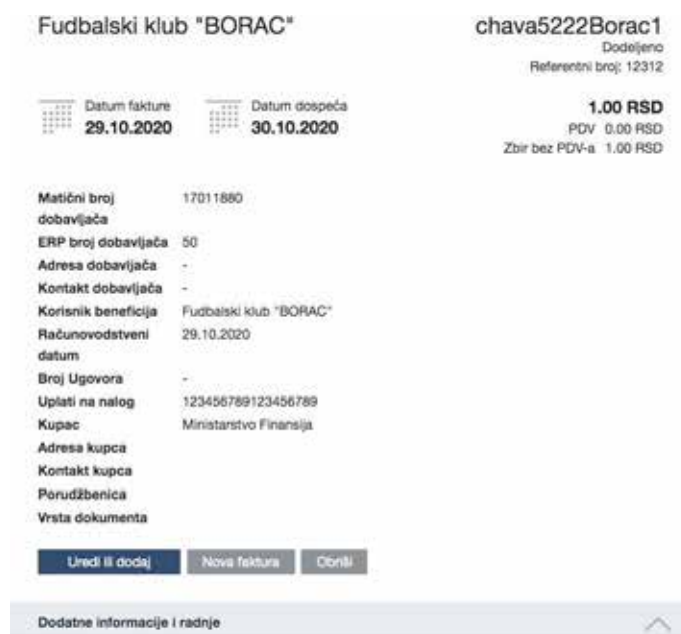 Fudbalski klub "BORAC"
chava5222Borac1
Dodeljeno
Referentni broj: 12312
Datum fakture
29.10.2020
Datum dospeća
30.10.2020
1.00 RSD
PDV 0.00 RSD
Zbir bez PDV-a 1.00 RSD
Matični broj
dobavljača
17011880
ERP broj dobavljača 50
Adresa dobavljača -
Kontakt dobavljača -
Korisnik beneficija Fudbalski klub "BORAC"
Računovodstveni
datum
29.10.2020
Broj Ugovora -
Uplati na nalog 123456789123456789
Kupac Ministarstvo Finansija
Adresa kupca
Kontakt kupca
Porudžbenica
Vrsta dokumenta
Uredi ili dodaj Nova faktura Obriši
Dodatne informacije i radnje